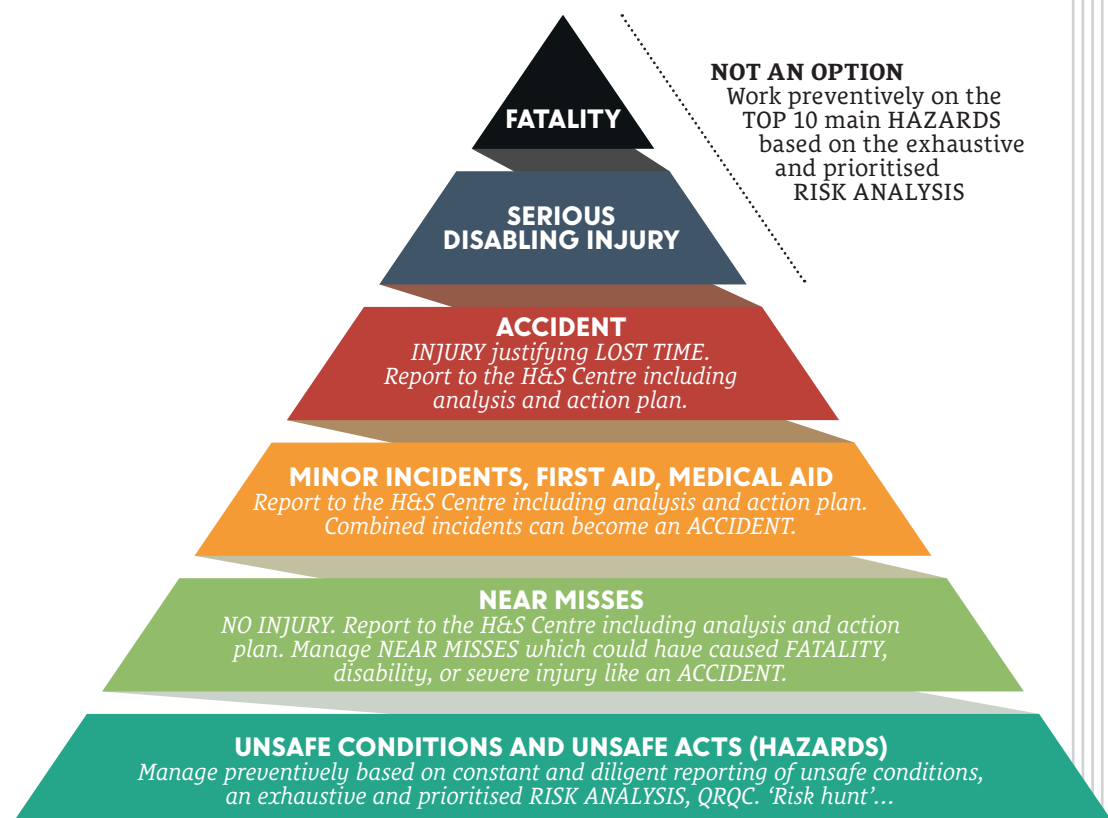 NOT AN OPTION
Work preventively on the
TOP 10 main HAZARDS
based on the exhaustive
and prioritised
RISK ANALYSIS
FATALITY
SERIOUS
DISABLING INJURY
ACCIDENT
INJURY justifying LOST TIME.
Report to the H&S Centre including
analysis and action plan.
MINOR INCIDENTS, FIRST AID, MEDICAL AID
Report to the H&S Centre including analysis and action plan.
Combined incidents can become an ACCIDENT.
NEAR MISSES
NO INJURY. Report to the H&S Centre including analysis and action
plan. Manage NEAR MISSES which could have caused FATALITY,
disability, or severe injury like an ACCIDENT.
UNSAFE CONDITIONS AND UNSAFE ACTS (HAZARDS)
Manage preventively based on constant and diligent reporting of unsafe conditions,
an exhaustive and prioritised RISK ANALYSIS, QRQC. ‘Risk hunt’...